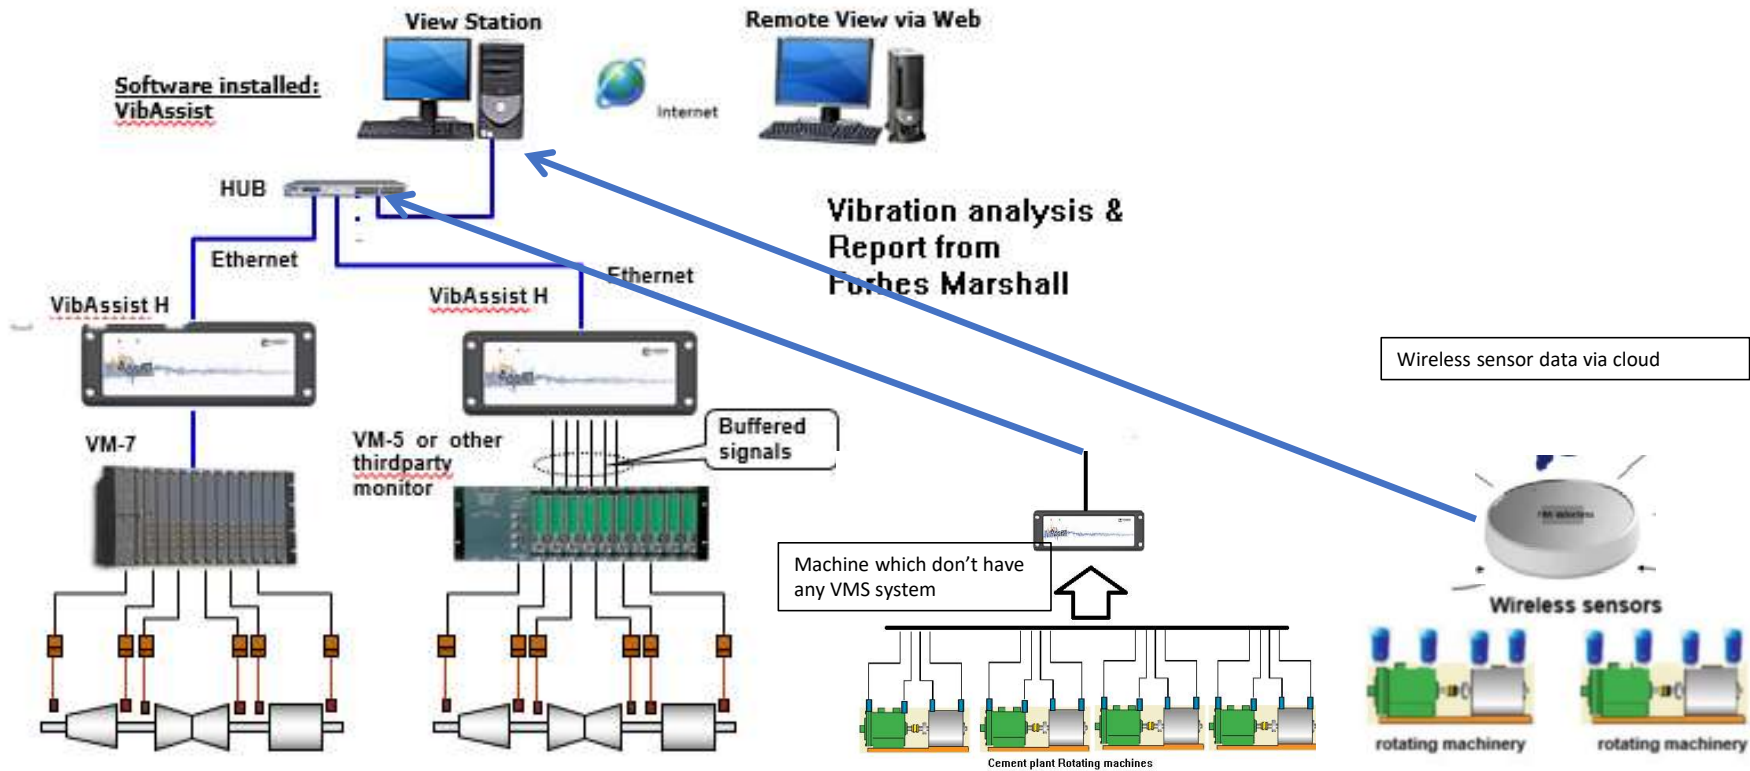 View Station
Remote View via Web
Software installed:
VibAssist
Internet
HUB
Ethernet
Ethernet
Vibration analysis &
Report from
Forbes Marshall
VibAssist H
VibAssist H
Wireless sensor data via cloud
VM-7
VM-5 or other
thirdparty
monitor
Buffered
signals
Machine which don't have
any VMS system
Wireless sensors
rotating machinery
rotating machinery
Cement plant Rotating machines